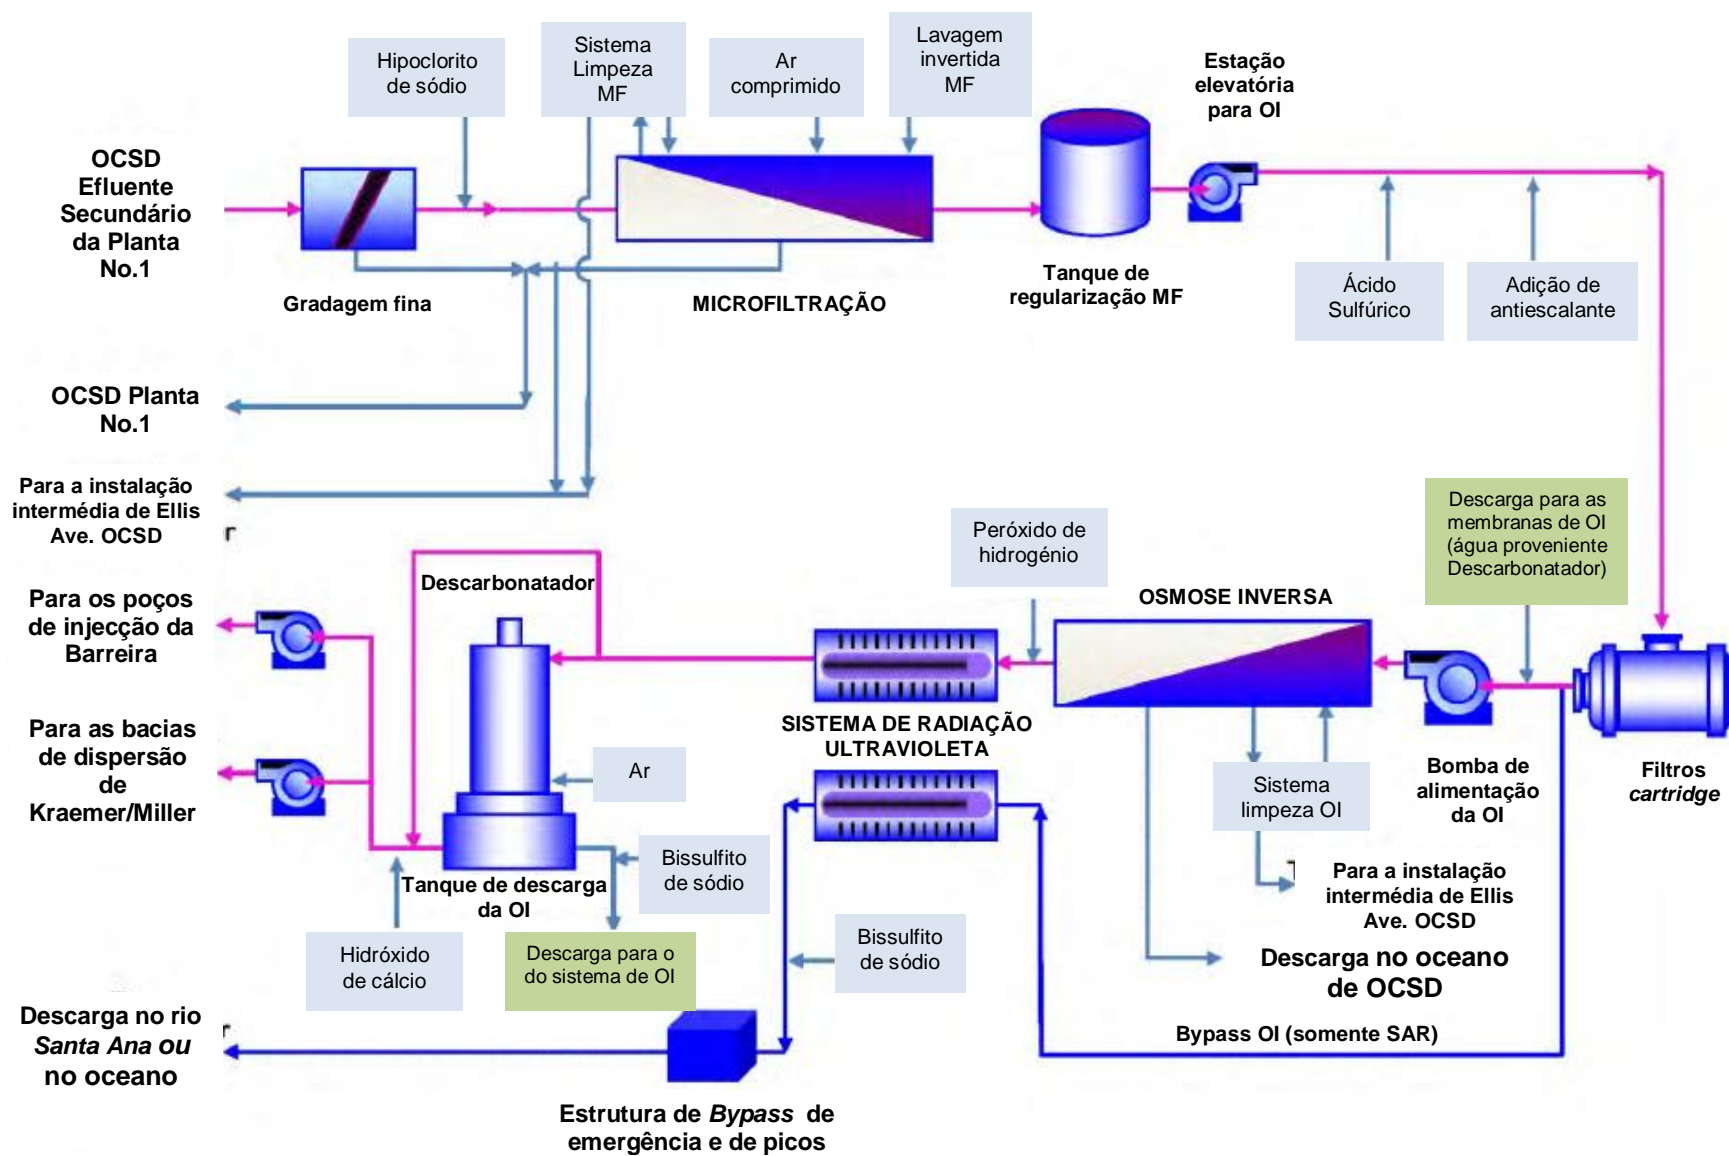 Hipoclorito
de sódio
Sistema
Limpeza
MF
Ar
comprimido
Lavagem
invertida
MF
Estação
elevatória
para OI
OCSD
Efluente
Secundário
da Planta
No.1
Gradagem fina
MICROFILTRAÇÃO
Tanque de
regularização MF
Ácido
Sulfúrico
Adição de
antiescalante
OCSD Planta
No.1
Para a instalação
intermédia de Ellis
Ave. OCSD
Descarga para as
membranas de OI
(água proveniente
Descarbonatador)
Peróxido de
hidrogénio
Descarbonatador
OSMOSE INVERSA
Para os poços
de injecção da
Barreira
SISTEMA DE RADIAÇÃO
ULTRAVIOLETA
Para as bacias
de dispersão
de
Kraemer/Miller
Ar
Sistema
limpeza OI
Bomba de
alimentação
da OI
Filtros
cartridge
Bissulfito
de sódio
Tanque de descarga
da OI
Para a instalação
intermédia de Ellis
Ave. OCSD
Hidróxido
de cálcio
Descarga para o
do sistema de OI
Bissulfito
de sódio
Descarga no oceano
de OCSD
Descarga no rio
Santa Ana ou
no oceano
Bypass OI (somente SAR)
Estrutura de Bypass de
emergência e de picos